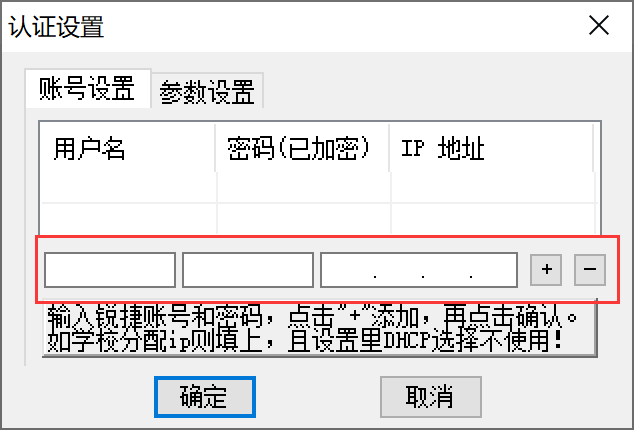 认证设置
账号设置 参数设置
用户名 密码(已加密) IP 地址
. . . + −
输入锐捷账号和密码，点击"+"添加，再点击确认。
如学校分配ip则填上，且设置里DHCP选择不使用！
确定 取消